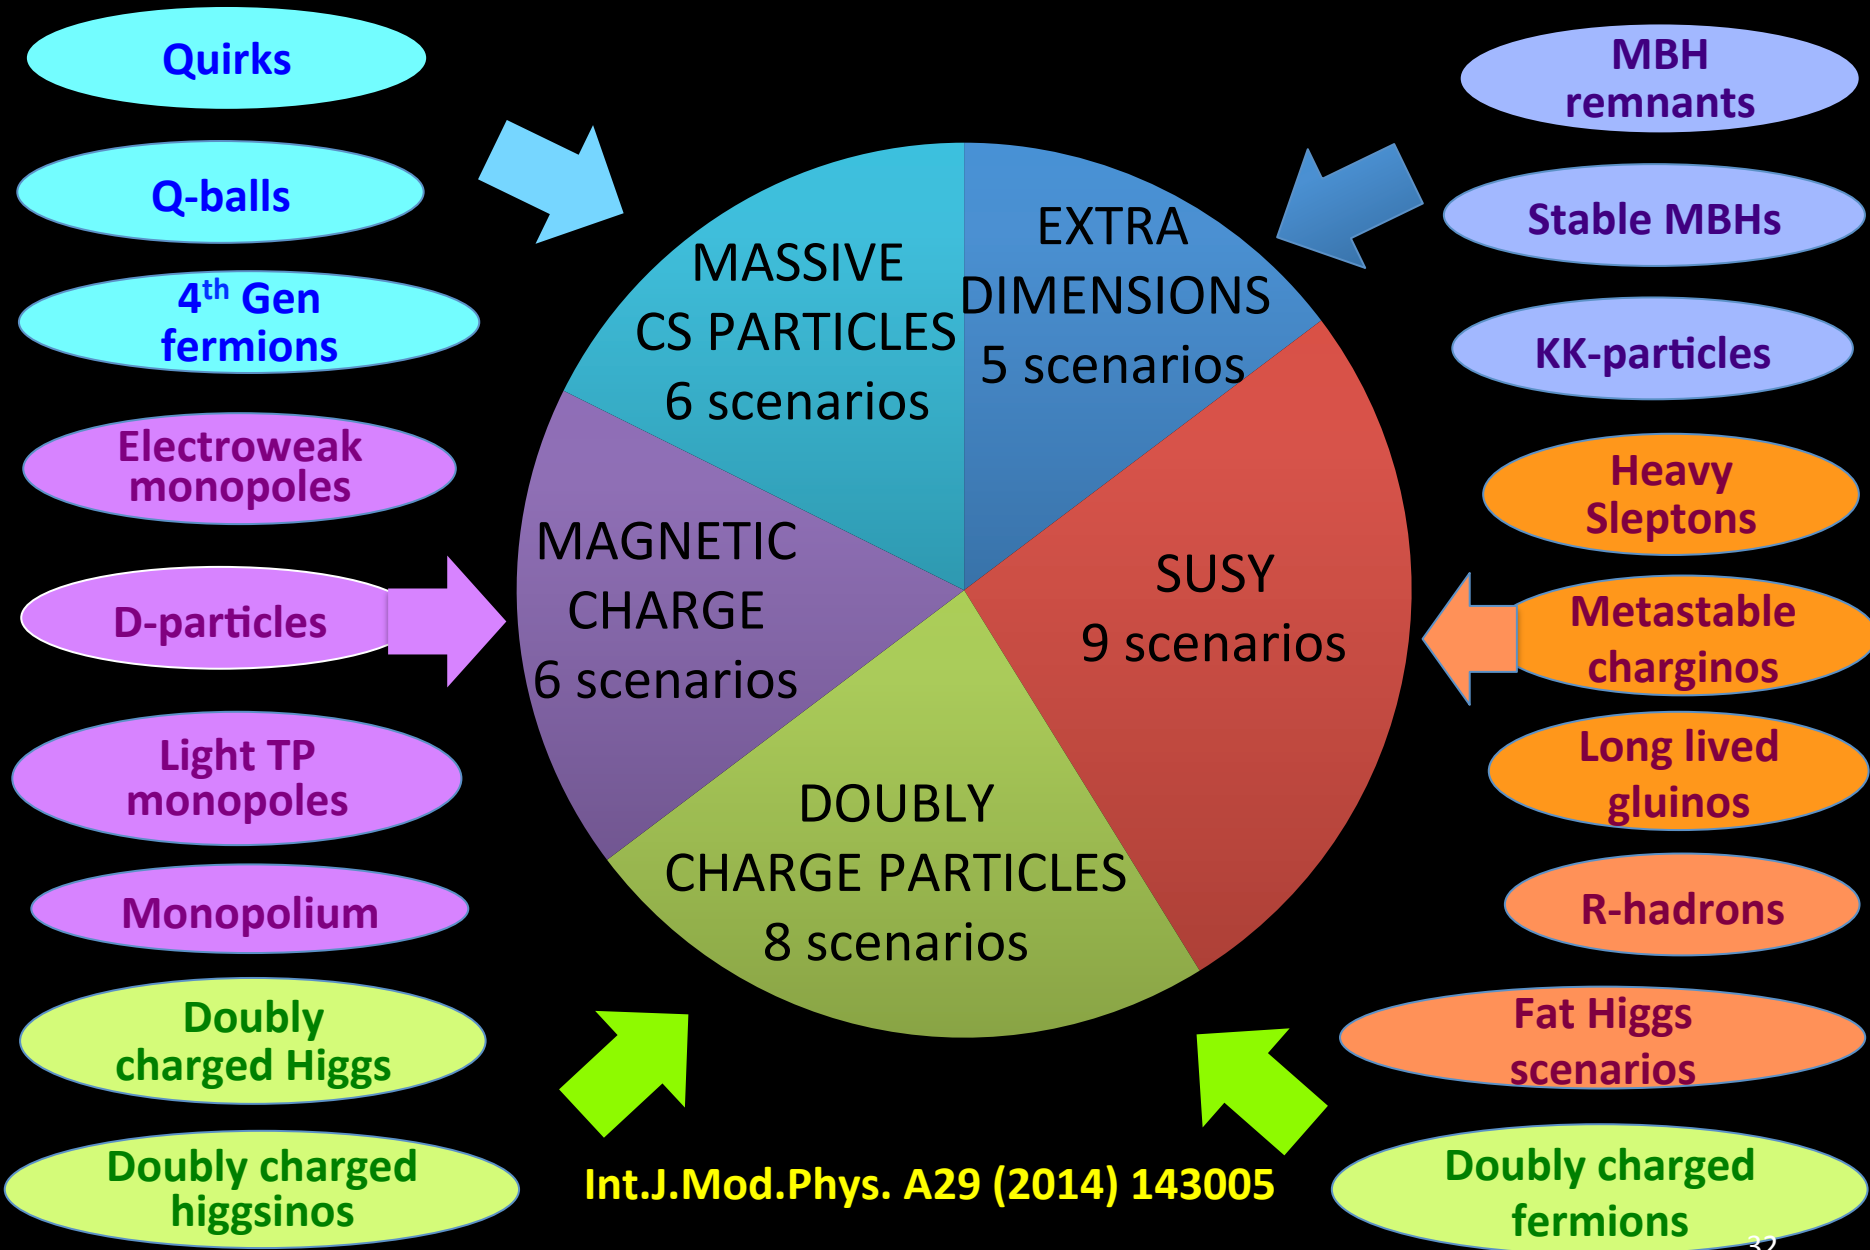 Quirks
Q-balls
4th Gen
fermions
Electroweak
monopoles
D-particles
Light TP
monopoles
Monopolium
Doubly
charged Higgs
Doubly charged
higgsinos
MASSIVE
CS PARTICLES
6 scenarios
EXTRA
DIMENSIONS
5 scenarios
MAGNETIC
CHARGE
6 scenarios
SUSY
9 scenarios
DOUBLY
CHARGE PARTICLES
8 scenarios
Int.J.Mod.Phys. A29 (2014) 143005
MBH
remnants
Stable MBHs
KK-particles
Heavy
Sleptons
Metastable
charginos
Long lived
gluinos
R-hadrons
Fat Higgs
scenarios
Doubly charged
fermions
32